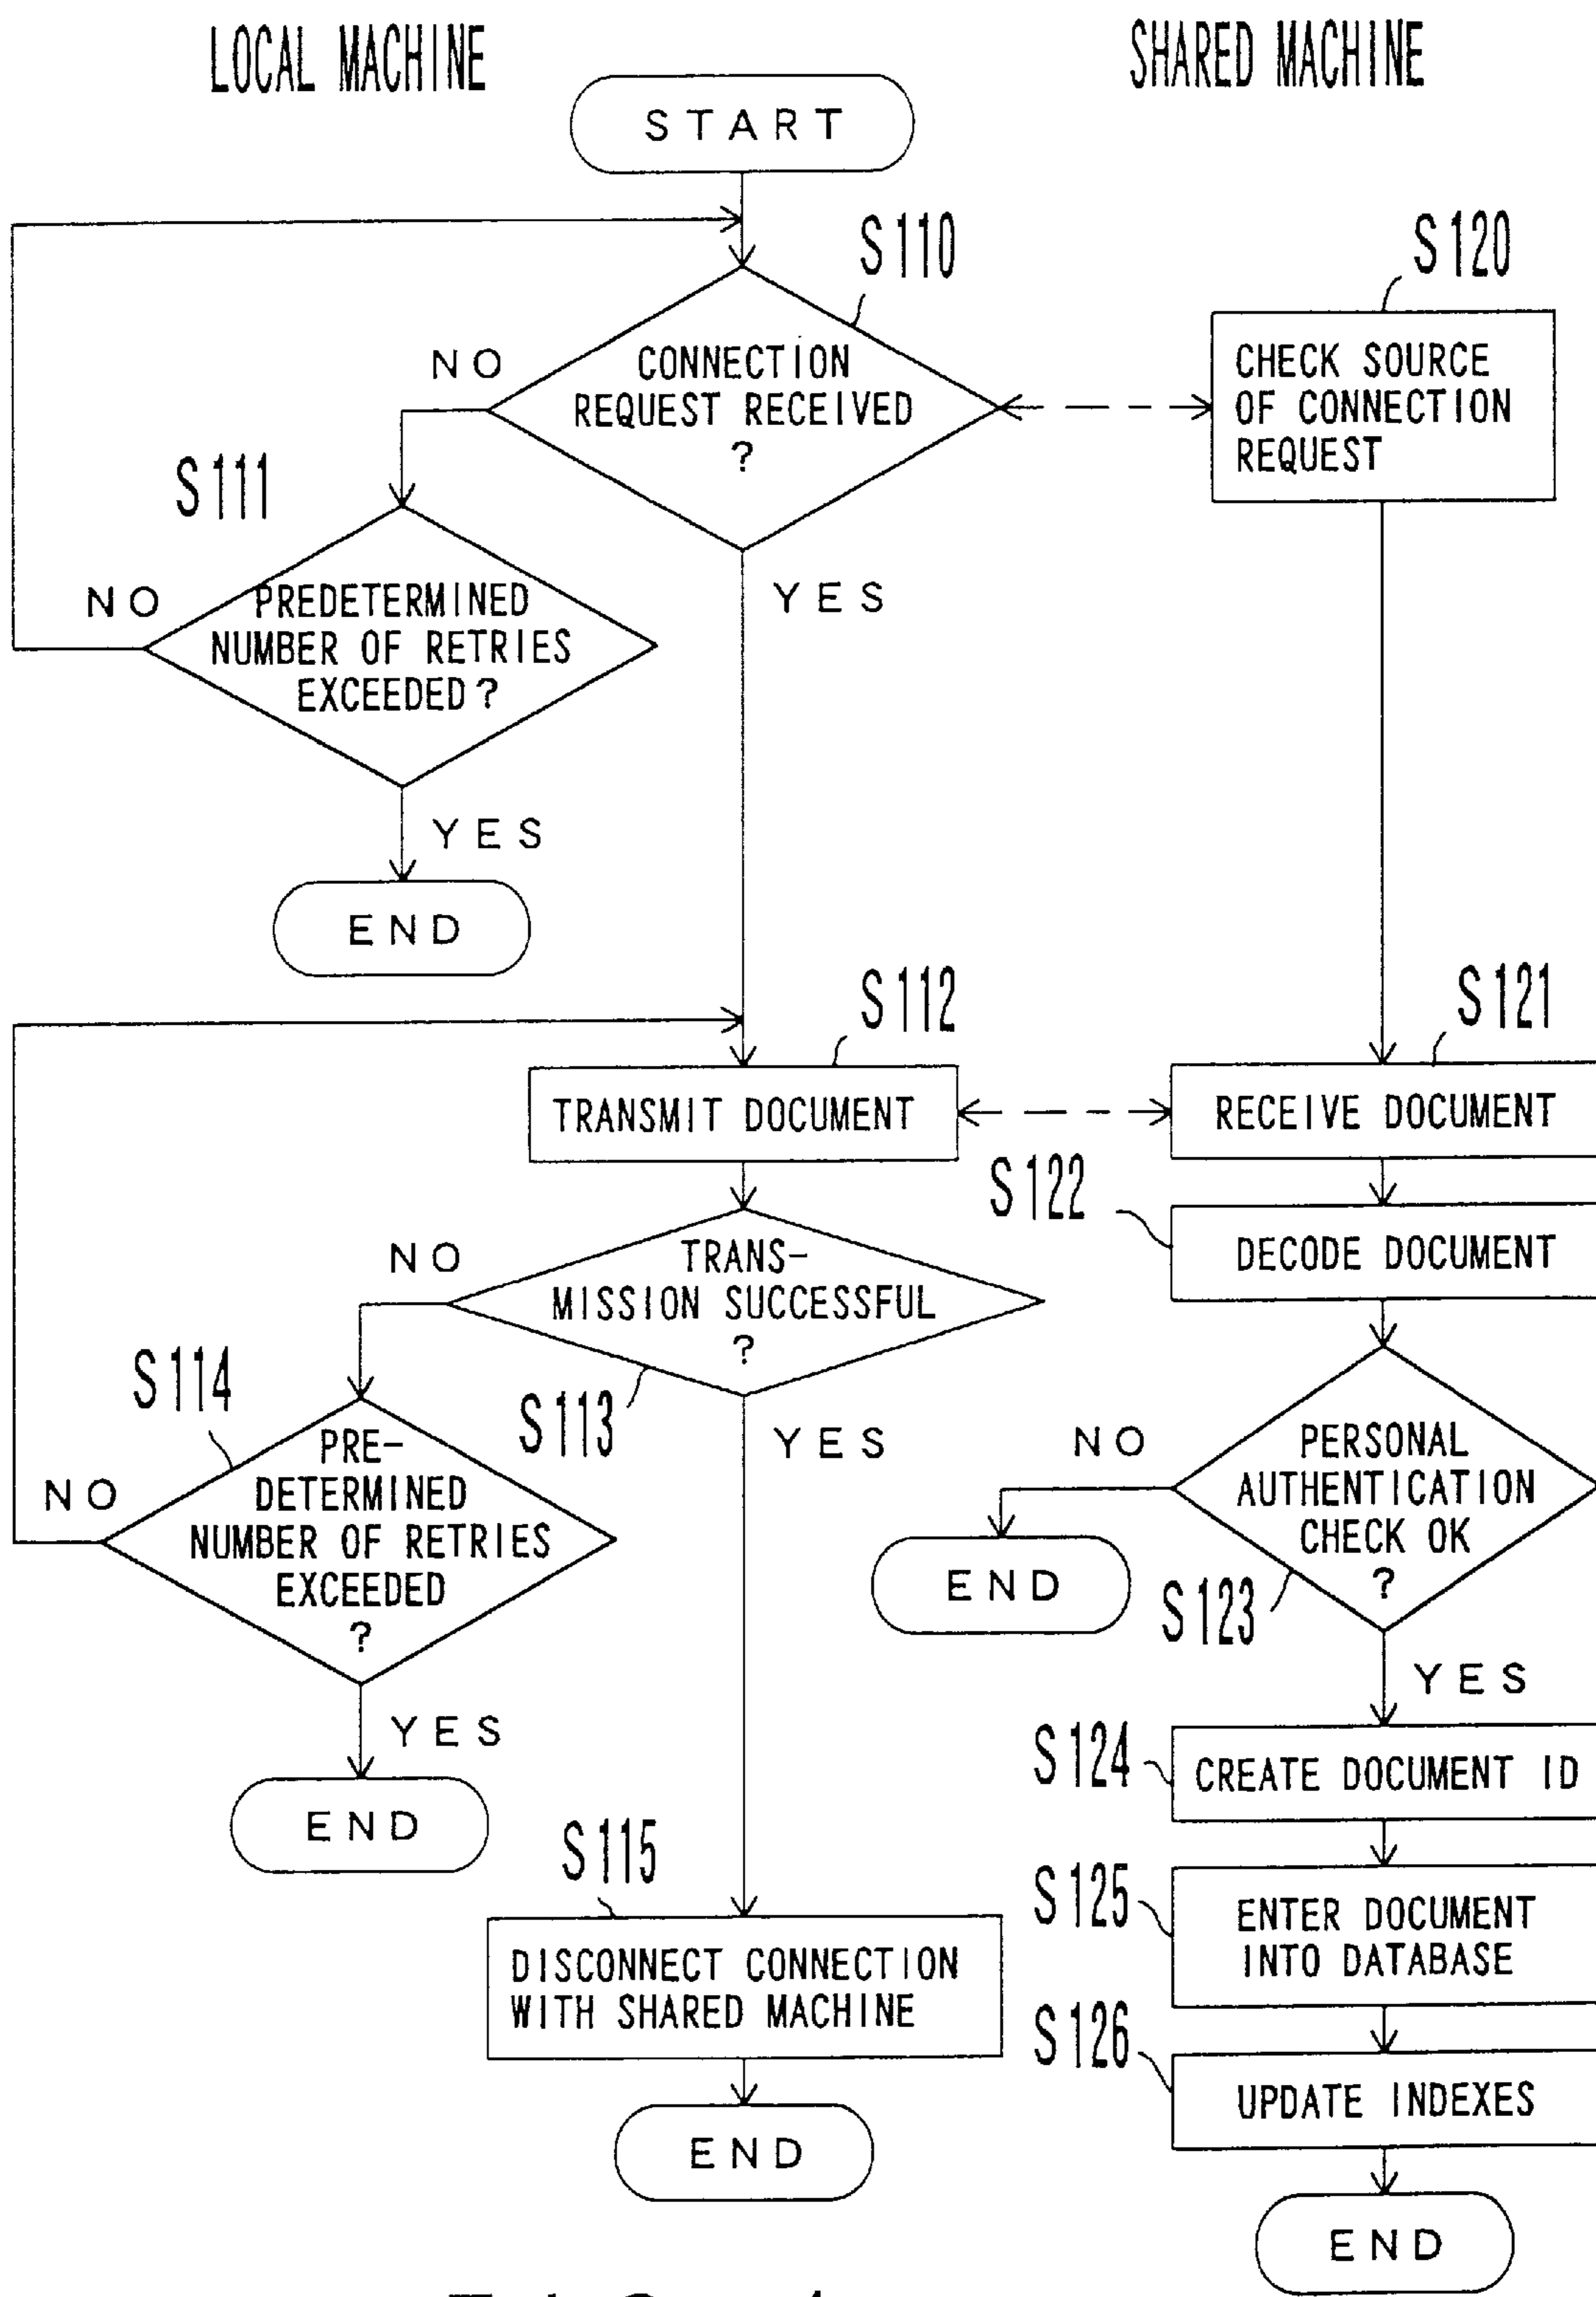 LOCAL MACHINE
SHARED MACHINE
START
S110
S120
NO
CONNECTION
REQUEST RECEIVED
?
CHECK SOURCE
OF CONNECTION
REQUEST
S111
YES
NO
PREDETERMINED
NUMBER OF RETRIES
EXCEEDED?
YES
END
S112
S121
TRANSMIT DOCUMENT
RECEIVE DOCUMENT
S122
DECODE DOCUMENT
NO
TRANS-
MISSION SUCCESSFUL
?
S114
S113
YES
NO
PRE-
DETERMINED
NUMBER OF RETRIES
EXCEEDED
?
NO
PERSONAL
AUTHENTICATION
CHECK OK
?
END
S123
YES
YES
END
S124
CREATE DOCUMENT ID
S115
S125
ENTER DOCUMENT
INTO DATABASE
DISCONNECT CONNECTION
WITH SHARED MACHINE
S126
UPDATE INDEXES
END
END